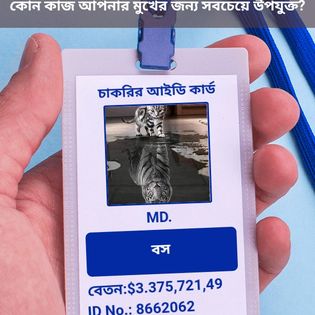 কোন কাজ আপনার মুখের জন্য সবচেয়ে উপযুক্ত?
চাকরির আইডি কার্ড
MD.
বস
বেতন:$3.375,721,49
ID No.: 8662062